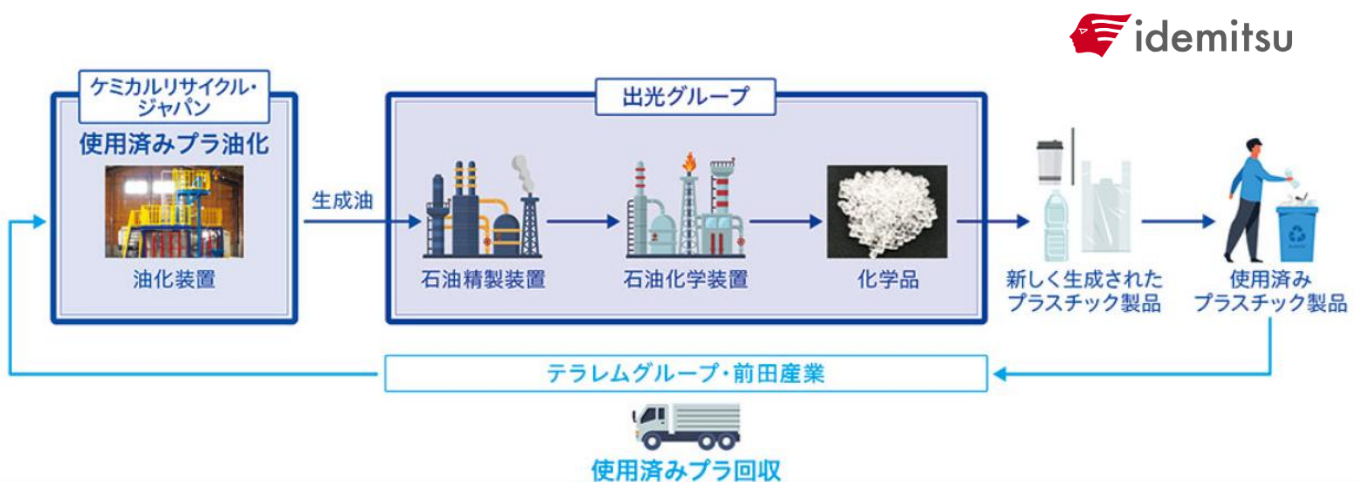 idemitsu
ケミカルリサイクル・
ジャパン
使用済みプラ油化
油化装置
生成油
出光グループ
石油精製装置
石油化学装置
化学品
新しく生成された
プラスチック製品
使用済み
プラスチック製品
テラレムグループ・前田産業
使用済みプラ回収